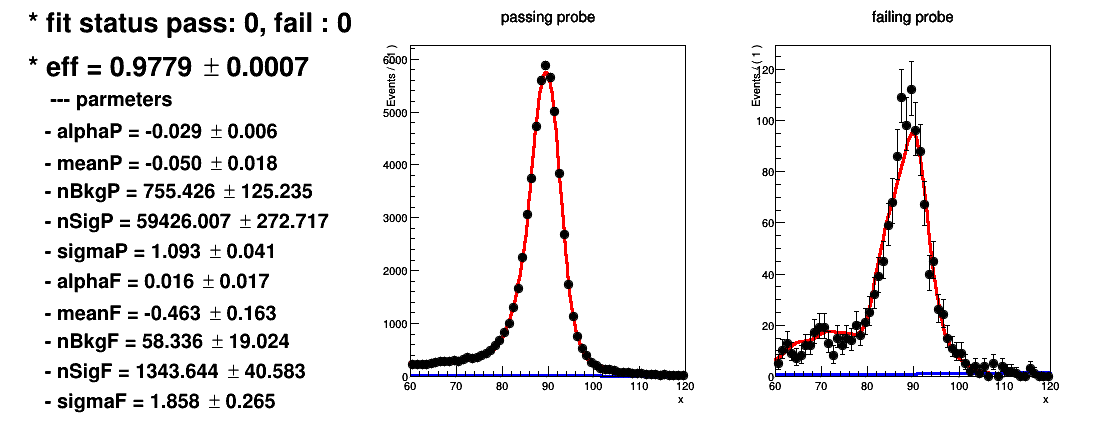 * fit status pass: 0, fail : 0
* eff = 0.9779 ± 0.0007
--- parmeters
- alphaP = -0.029 ± 0.006
- meanP = -0.050 ± 0.018
- nBkgP = 755.426 ± 125.235
- nSigP = 59426.007 ± 272.717
- sigmaP = 1.093 ± 0.041
- alphaF = 0.016 ± 0.017
- meanF = -0.463 ± 0.163
- nBkgF = 58.336 ± 19.024
- nSigF = 1343.644 ± 40.583
- sigmaF = 1.858 ± 0.265
passing probe
Events / ( 1 )
6000
5000
4000
3000
2000
1000
0
60 70 80 90 100 110 120
x
failing probe
Events / ( 1 )
120
100
80
60
40
20
0
60 70 80 90 100 110 120
x